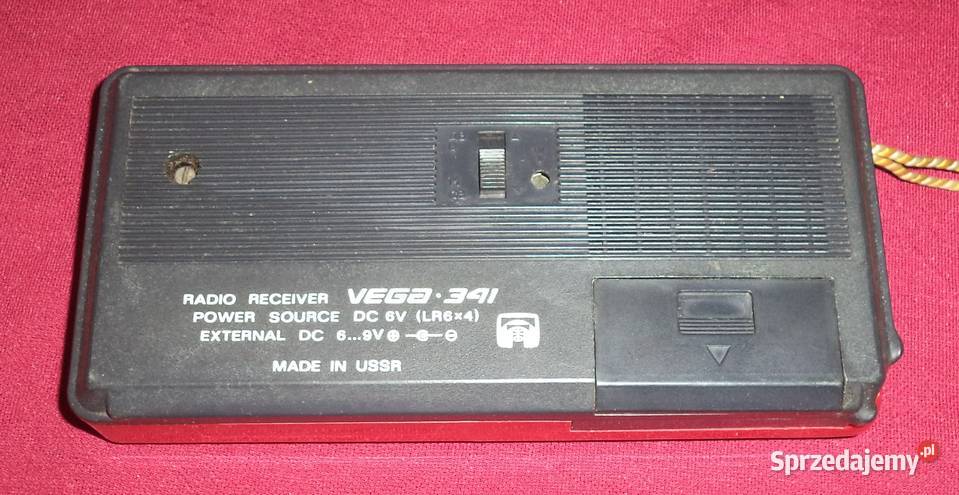 RADIO RECEIVER VEGA·341
POWER SOURCE DC 6V (LR6×4)
EXTERNAL DC 6...9V ⊕ ⊖
MADE IN USSR
Sprzedajemy.pl